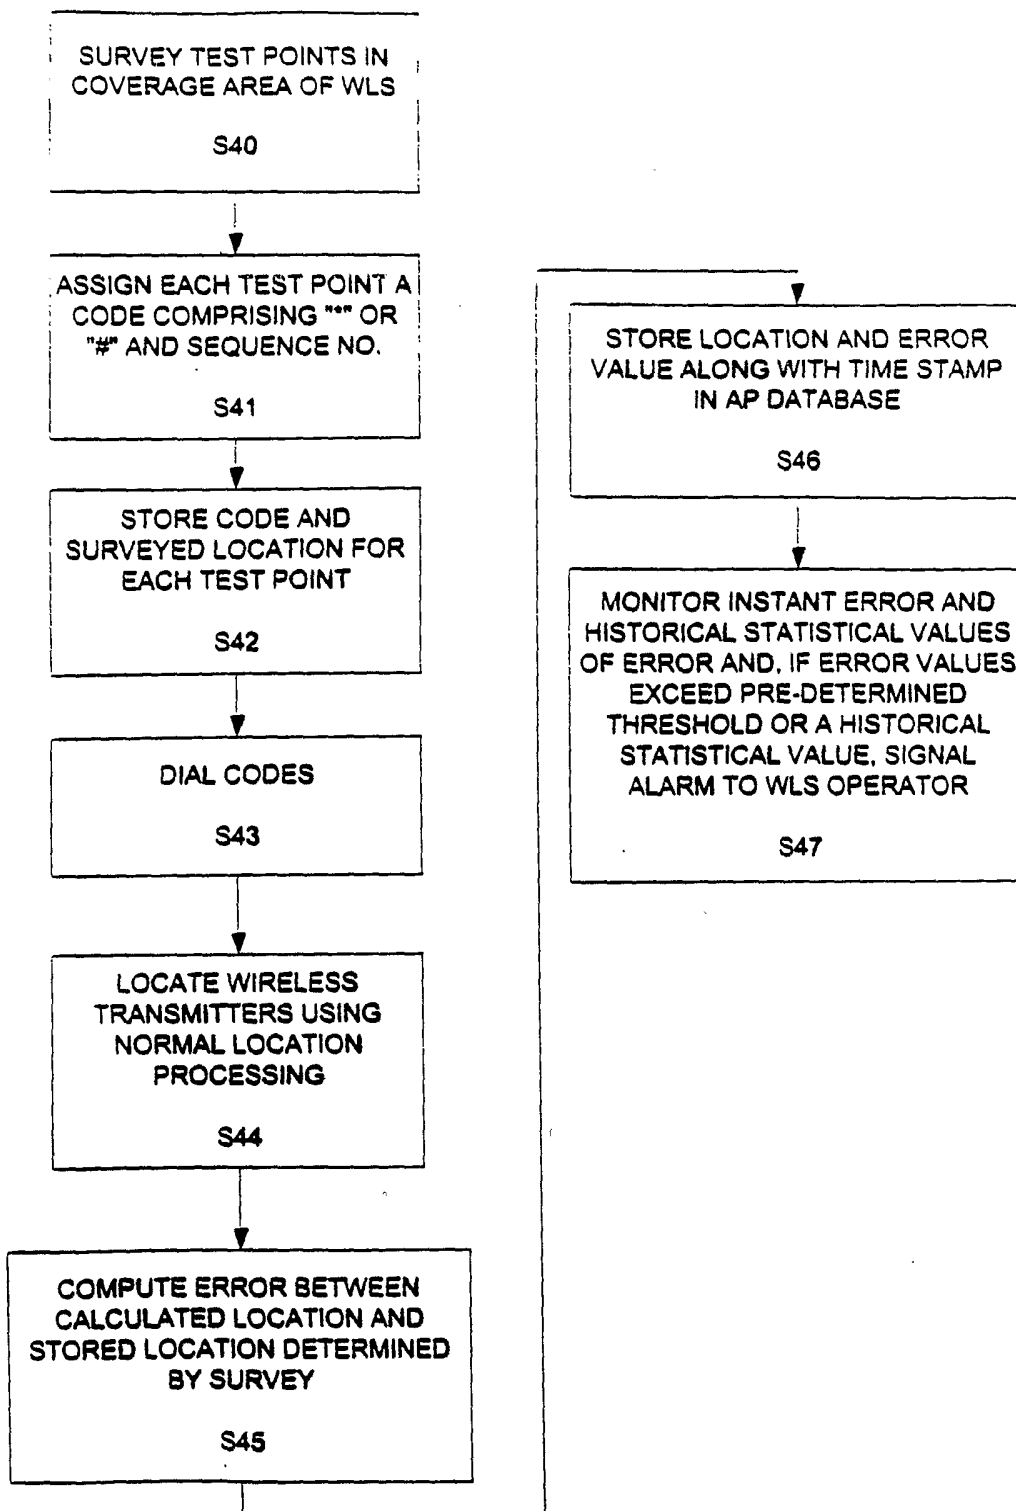 SURVEY TEST POINTS IN
COVERAGE AREA OF WLS
S40
ASSIGN EACH TEST POINT A
CODE COMPRISING "*" OR
"#" AND SEQUENCE NO.
S41
STORE CODE AND
SURVEYED LOCATION FOR
EACH TEST POINT
S42
DIAL CODES
S43
LOCATE WIRELESS
TRANSMITTERS USING
NORMAL LOCATION
PROCESSING
S44
COMPUTE ERROR BETWEEN
CALCULATED LOCATION AND
STORED LOCATION DETERMINED
BY SURVEY
S45
STORE LOCATION AND ERROR
VALUE ALONG WITH TIME STAMP
IN AP DATABASE
S46
MONITOR INSTANT ERROR AND
HISTORICAL STATISTICAL VALUES
OF ERROR AND, IF ERROR VALUES
EXCEED PRE-DETERMINED
THRESHOLD OR A HISTORICAL
STATISTICAL VALUE, SIGNAL
ALARM TO WLS OPERATOR
S47